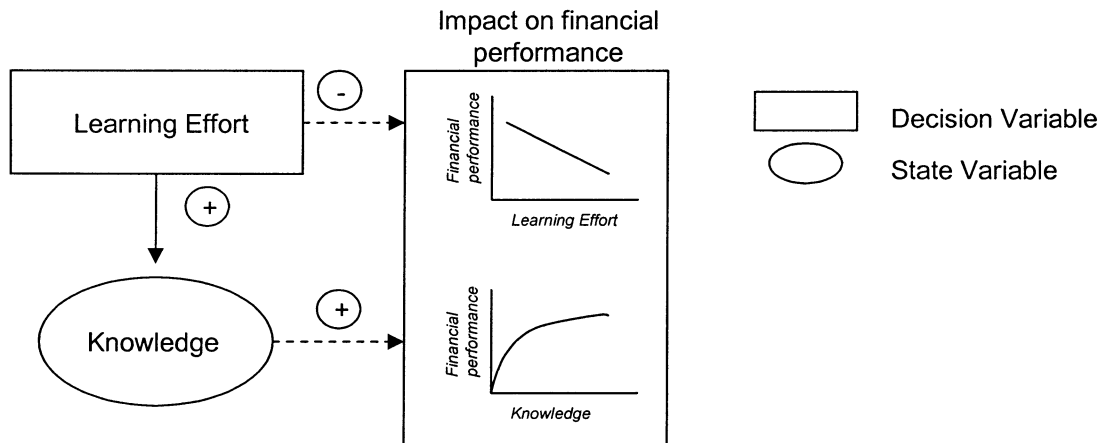 Impact on financial
performance
Learning Effort
-
+
Financial
performance
Learning Effort
Knowledge
+
Financial
performance
Knowledge
Decision Variable
State Variable